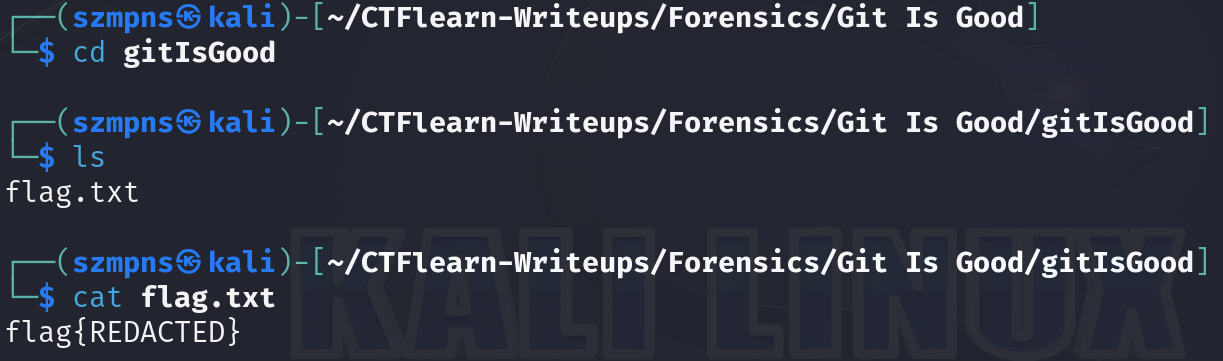 ┌──(szmpns㉿kali)-[~/CTFlearn-Writeups/Forensics/Git Is Good]
└─$ cd gitIsGood
┌──(szmpns㉿kali)-[~/CTFlearn-Writeups/Forensics/Git Is Good/gitIsGood]
└─$ ls
flag.txt
┌──(szmpns㉿kali)-[~/CTFlearn-Writeups/Forensics/Git Is Good/gitIsGood]
└─$ cat flag.txt
flag{REDACTED}
KALI LINUX